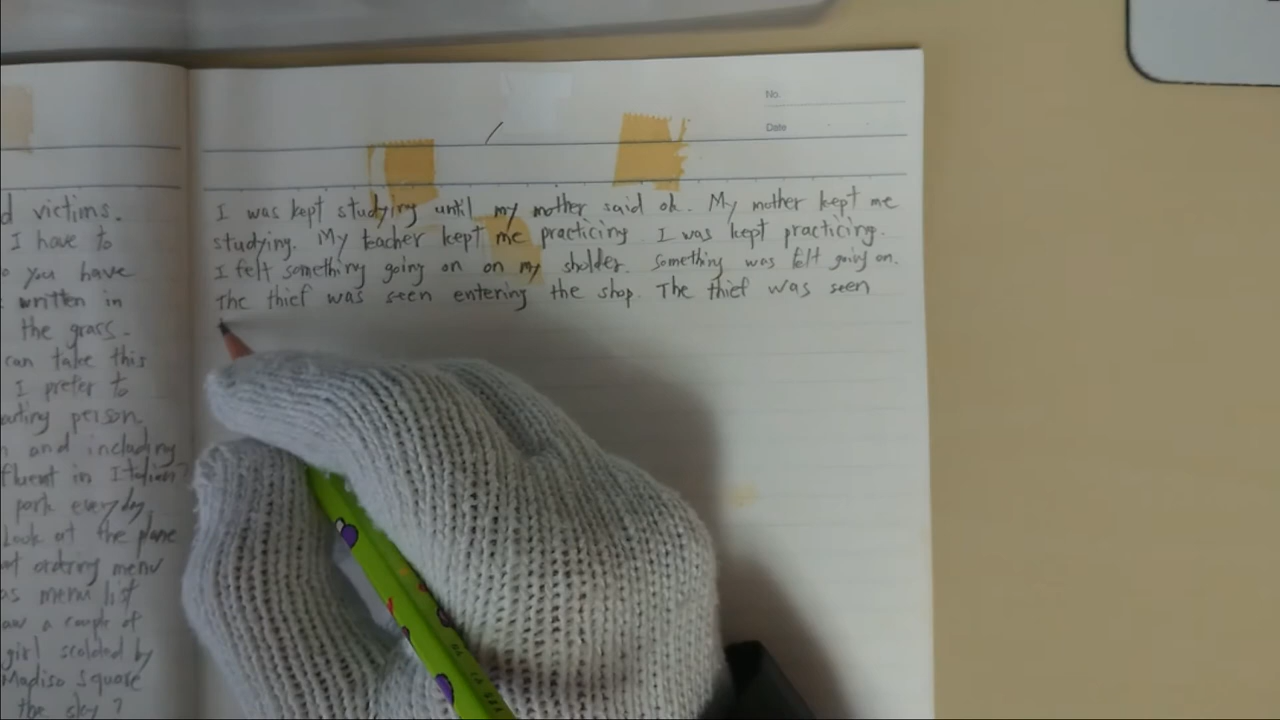 No.
Date
I was kept studying until my mother said ok. My mother kept me
studying. My teacher kept me practicing. I was kept practicing.
I felt something going on on my sholder. Something was felt going on.
The thief was seen entering the shop. The thief was seen
d victims.
I have to
you have
written in
the grass.
can take this
I prefer to
person.
and including
fluent in Italian
park everyday.
Look at the plane
ordring menu
as menu list
a couple of
girl scolded by
Madiso Square
the sky?